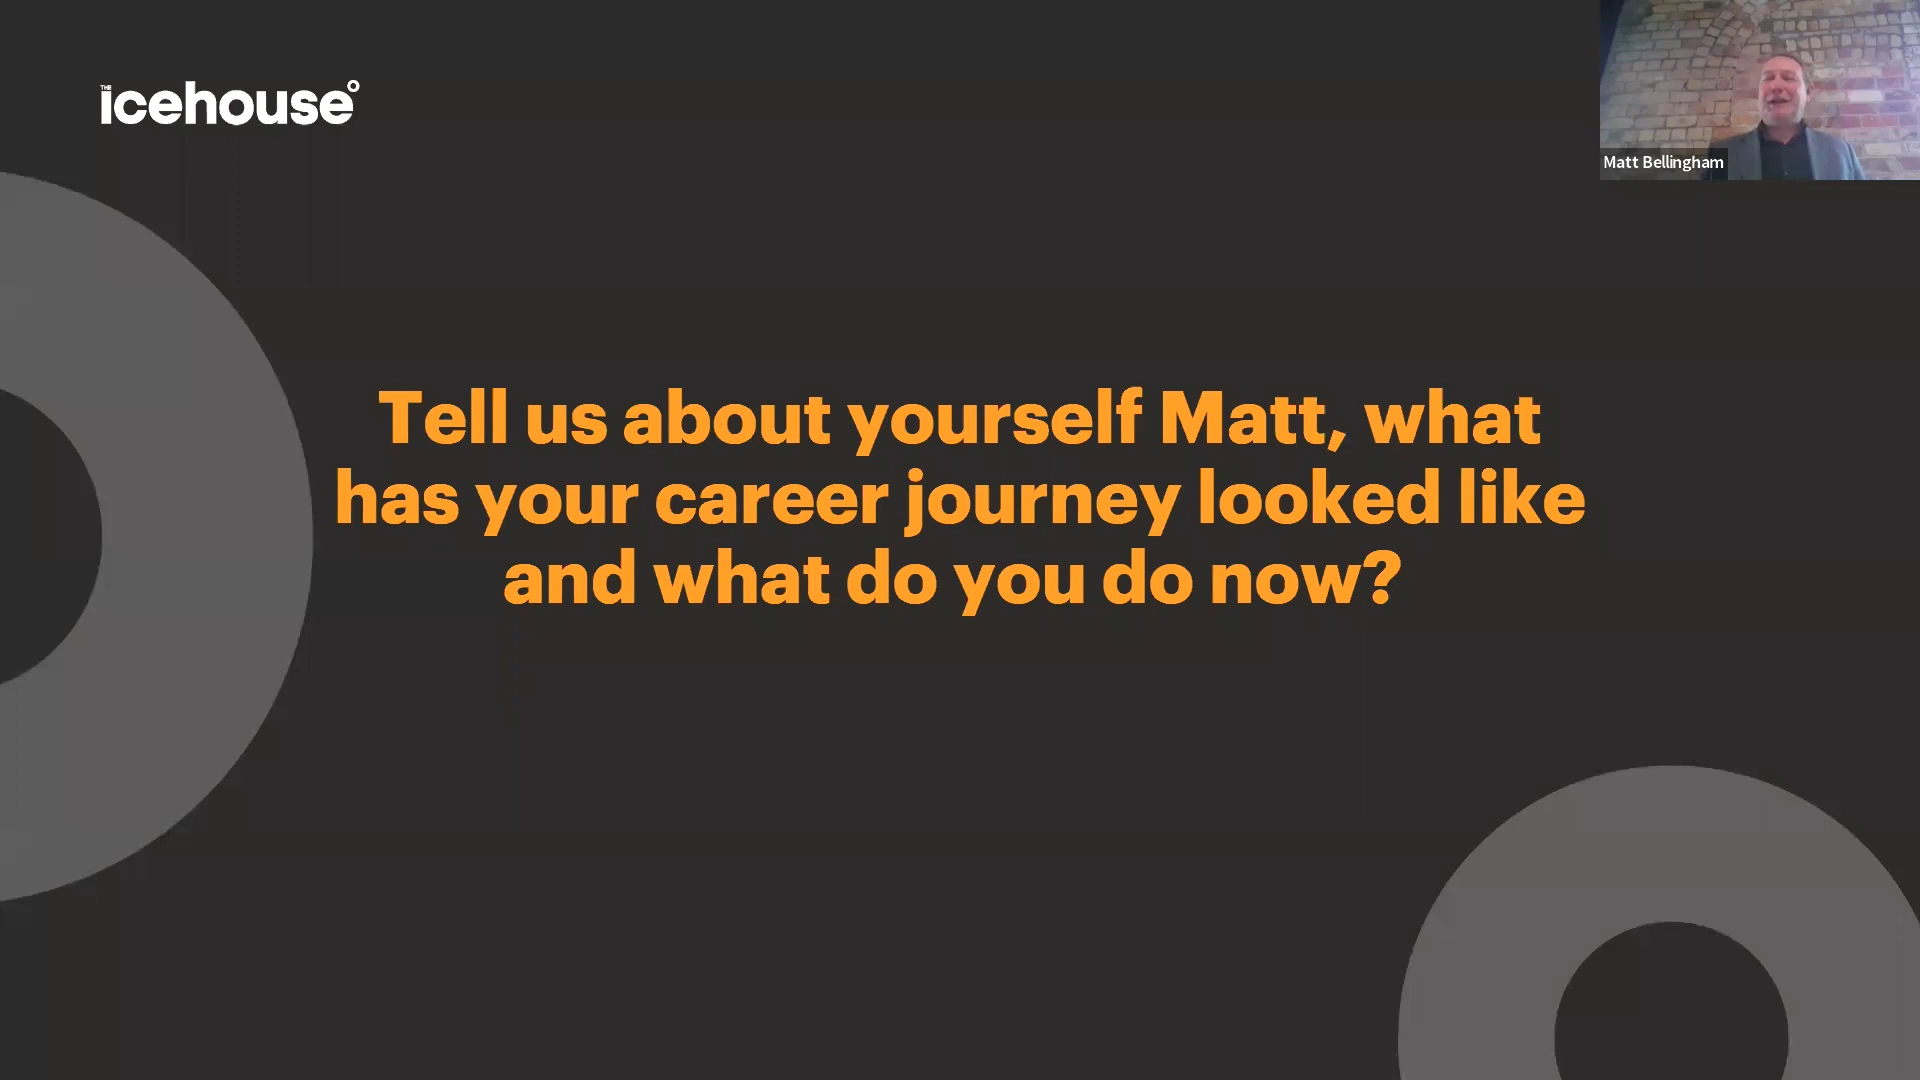 THE
icehouse
Matt Bellingham
Tell us about yourself Matt, what
has your career journey looked like
and what do you do now?